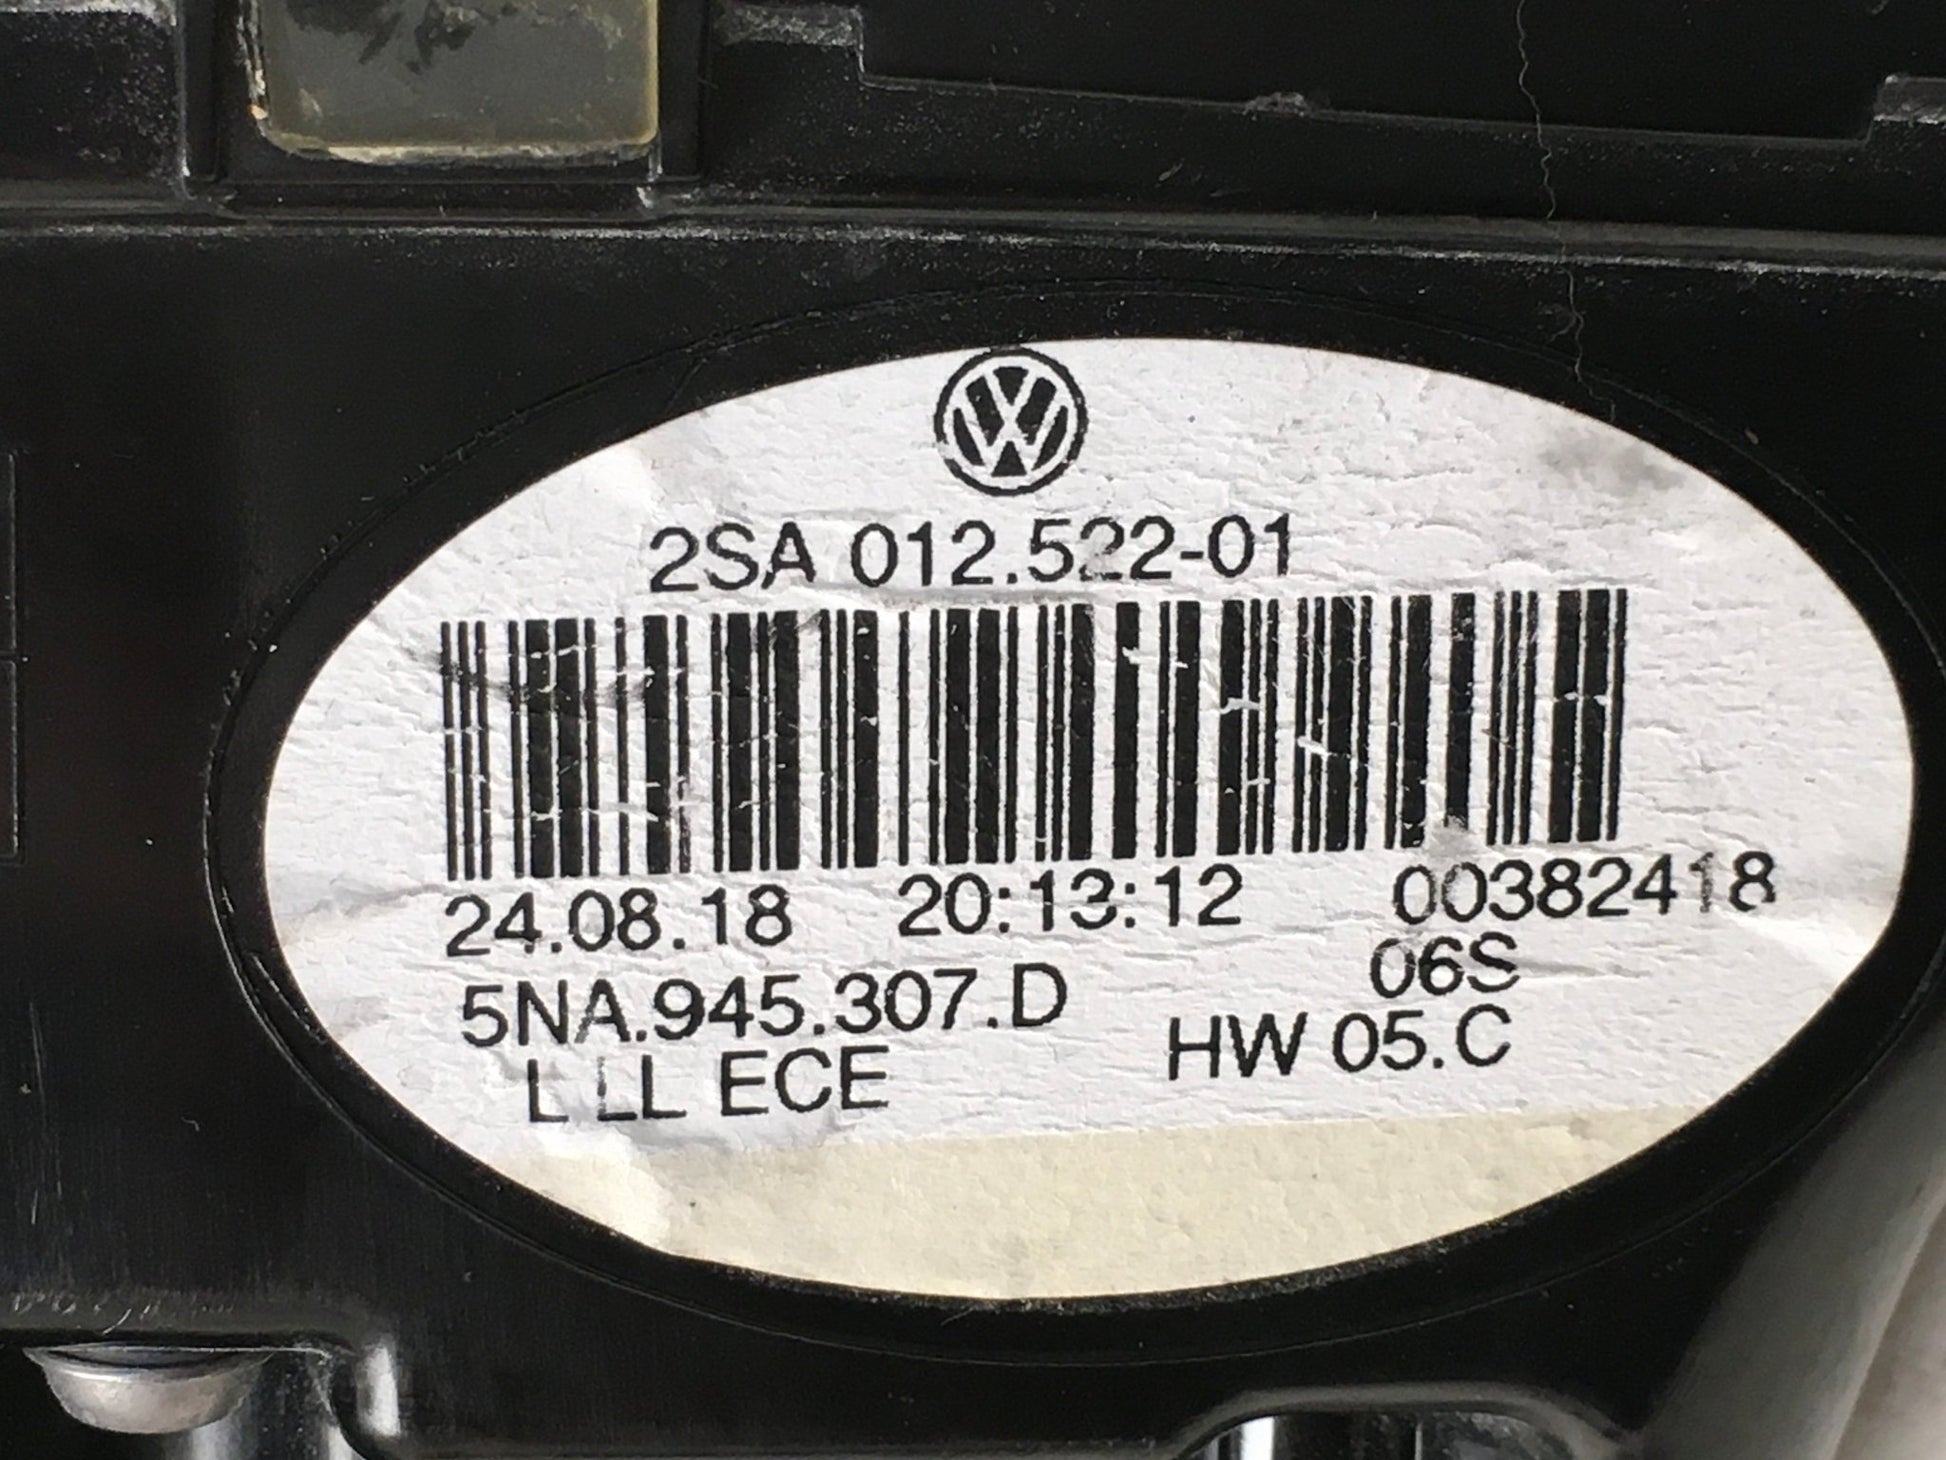 2SA 012.522-01
24.08.18 20:13:12 00382418
06S
5NA.945.307.D
HW 05.C
L LL ECE